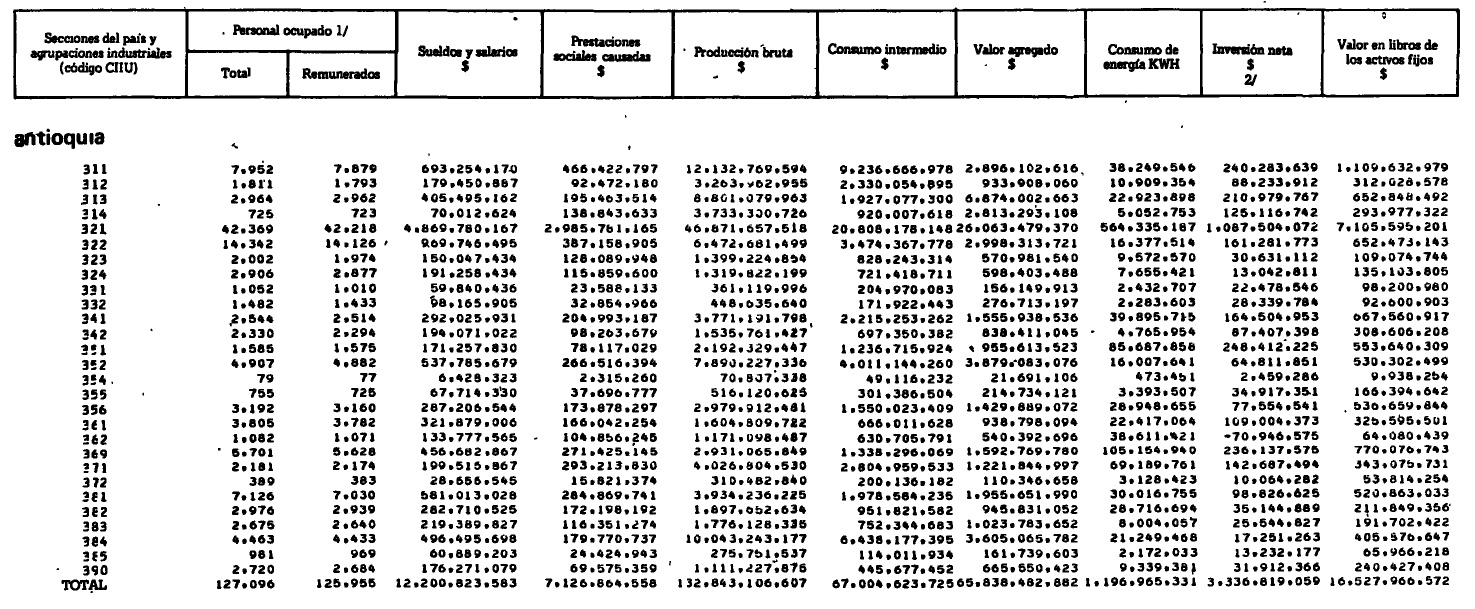 Secciones del país y agrupaciones industriales (código CIIU) Personal ocupado 1/ Total Remunerados Sueldos y salarios $ Prestaciones sociales causadas $ Producción bruta $ Consumo intermedio $ Valor agregado $ Consumo de energía KWH Inversión neta $ 2/ Valor en libros de los activos fijos $
antioquia
311 7.952 7.879 693.254.170 466.422.797 12.132.769.594 9.236.666.978 2.896.102.616 38.249.546 240.283.639 1.109.632.979
312 1.811 1.793 179.450.887 92.472.180 3.263.962.955 2.330.054.895 933.908.060 10.909.354 88.233.912 312.028.578
313 2.964 2.962 405.495.162 195.463.514 8.801.079.963 1.927.077.300 6.874.002.663 22.923.898 210.979.767 652.848.492
314 725 723 70.012.624 138.843.633 3.733.300.726 920.007.618 2.813.293.108 5.052.753 125.116.742 293.977.322
321 42.369 42.218 4.869.780.167 2.985.761.165 46.871.657.518 20.808.178.148 26.063.479.370 564.335.187 1.087.504.072 7.105.595.201
322 14.342 14.126 969.746.495 387.158.905 6.472.681.499 3.474.367.778 2.998.313.721 16.377.514 161.281.773 652.473.143
323 2.002 1.974 150.047.434 128.089.948 1.399.224.854 828.243.314 570.981.540 9.572.570 30.631.112 109.074.744
324 2.906 2.877 191.258.434 115.859.600 1.319.822.199 721.418.711 598.403.488 7.655.421 13.042.811 135.103.805
331 1.052 1.010 59.840.436 23.588.133 361.119.996 204.970.083 156.149.913 2.432.707 22.478.546 98.200.980
332 1.482 1.433 98.165.905 32.854.966 448.635.640 171.922.443 276.713.197 2.283.603 28.339.784 92.600.903
341 2.544 2.514 292.025.931 204.993.187 3.771.191.798 2.215.253.262 1.555.938.536 39.895.715 164.504.953 667.560.917
342 2.330 2.294 194.071.022 98.263.679 1.535.761.427 697.350.382 838.411.045 4.765.954 87.407.398 308.606.208
351 1.585 1.575 171.257.830 78.117.029 2.192.329.447 1.236.715.924 955.613.523 85.687.858 248.412.225 553.640.309
352 4.907 4.882 537.785.679 266.516.394 7.890.227.336 4.011.144.260 3.879.083.076 16.007.641 64.811.851 530.302.499
354 79 77 6.428.323 2.315.260 70.807.338 49.116.232 21.691.106 473.451 2.459.286 9.938.254
355 755 725 67.714.330 37.696.777 516.120.625 301.386.504 214.734.121 3.393.507 34.917.351 166.394.642
356 3.192 3.160 287.206.544 173.878.297 2.979.912.481 1.550.023.409 1.429.889.072 28.948.655 77.554.541 536.659.844
361 3.805 3.782 321.879.006 166.042.254 1.604.809.722 666.011.628 938.798.094 22.417.064 109.004.373 326.595.501
362 1.082 1.071 133.777.565 104.856.245 1.171.098.487 630.705.791 540.392.696 38.611.421 -70.946.575 64.080.439
369 5.701 5.628 456.682.867 271.425.145 2.931.065.849 1.338.296.069 1.592.769.780 105.154.940 236.137.575 770.076.743
371 2.181 2.174 199.515.867 293.213.830 4.026.804.530 2.804.959.533 1.221.844.997 69.189.761 142.687.494 343.075.731
372 389 383 28.656.545 15.821.374 310.482.840 200.136.182 110.346.658 3.128.423 10.064.282 53.814.254
381 7.126 7.030 581.013.028 284.869.741 3.934.236.225 1.978.584.235 1.955.651.990 30.016.755 98.826.625 520.863.033
382 2.976 2.939 282.710.525 172.198.192 1.897.652.634 951.821.582 945.831.052 28.716.694 35.144.889 211.849.356
383 2.675 2.640 219.389.827 116.351.274 1.776.128.335 752.344.683 1.023.783.652 8.004.057 25.544.827 191.702.422
384 4.463 4.433 496.495.698 179.770.737 10.043.243.177 6.438.177.395 3.605.065.782 21.249.468 17.251.263 405.576.647
385 981 969 60.889.203 24.424.943 275.751.537 114.011.934 161.739.603 2.172.033 13.232.177 65.966.218
390 2.720 2.684 176.271.079 69.575.359 1.111.227.875 445.677.452 665.550.423 9.339.381 31.912.366 240.427.408
TOTAL 127.096 125.955 12.200.823.583 7.126.864.558 132.843.106.607 67.004.623.725 65.838.482.882 1.196.965.331 3.336.819.059 16.527.966.572